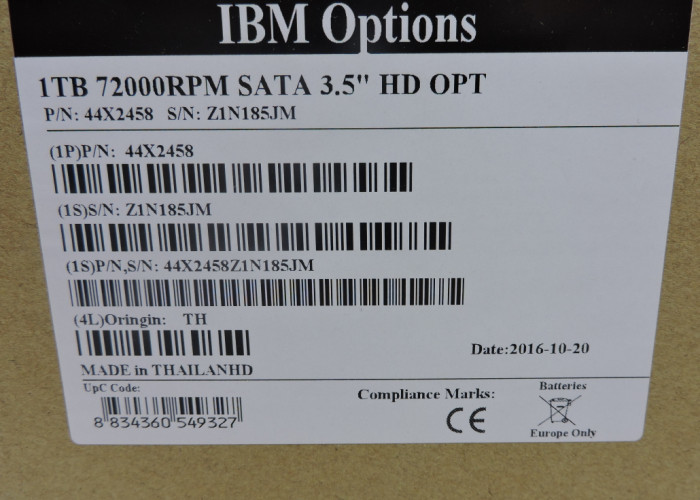 IBM Options
1TB 72000RPM SATA 3.5" HD OPT
P/N: 44X2458 S/N: Z1N185JM
(1P)P/N: 44X2458
(1S)S/N: Z1N185JM
(1S)P/N,S/N: 44X2458Z1N185JM
(4L)Oringin: TH
Date:2016-10-20
MADE in THAILANHD
UpC Code:
8 834360 549327
Compliance Marks:
CE
Batteries
Europe Only